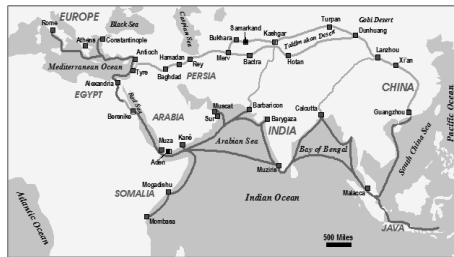 EUROPE
Rome
Black Sea
Caspian Sea
Samarkand
Turpan
Gobi Desert
Athens
Constantinople
Bukhara
Kashgar
Dunhuang
Taklimakan Desert
Antioch
Hamadan
Merv
Bactra
Hotan
Lanzhou
Mediterranean Ocean
Rey
Xi'an
Tyre
Baghdad
PERSIA
Alexandria
CHINA
EGYPT
Red Sea
Muscat
Barbaricon
Calcutta
Guangzhou
Berenike
ARABIA
Sur
Barygaza
Pacific Ocean
Muza
Kané
INDIA
Arabian Sea
Bay of Bengal
South China Sea
Aden
Muziris
SOMALIA
Mogadishu
Malacca
Indian Ocean
Atlantic Ocean
Mombasa
JAVA
500 Miles